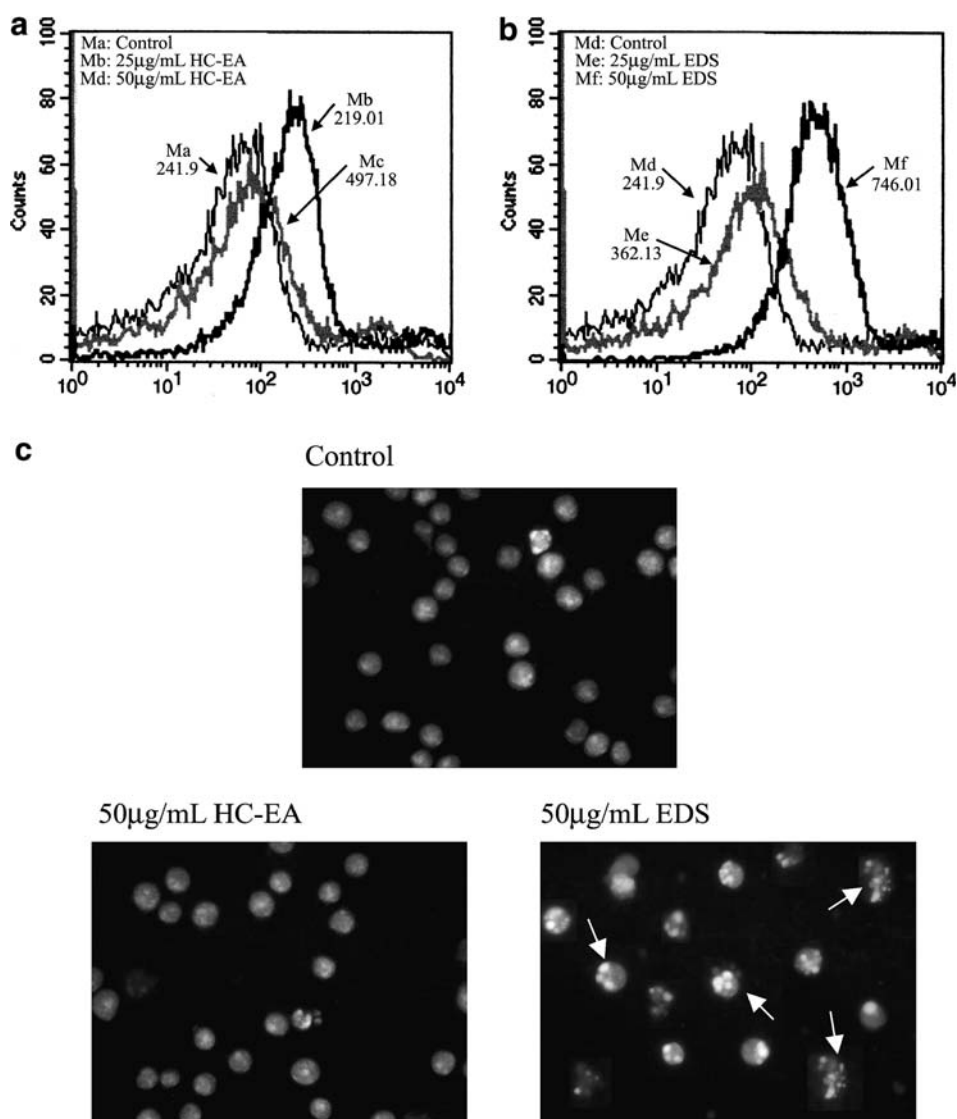 a
Ma: Control
Mb: 25µg/mL HC-EA
Md: 50µg/mL HC-EA
Ma
241.9
Mb
219.01
Mc
497.18
Counts
100
80
60
40
20
0
10^0 10^1 10^2 10^3 10^4
b
Md: Control
Me: 25µg/mL EDS
Mf: 50µg/mL EDS
Md
241.9
Me
362.13
Mf
746.01
Counts
100
80
60
40
20
0
10^0 10^1 10^2 10^3 10^4
c
Control
50µg/mL HC-EA
50µg/mL EDS